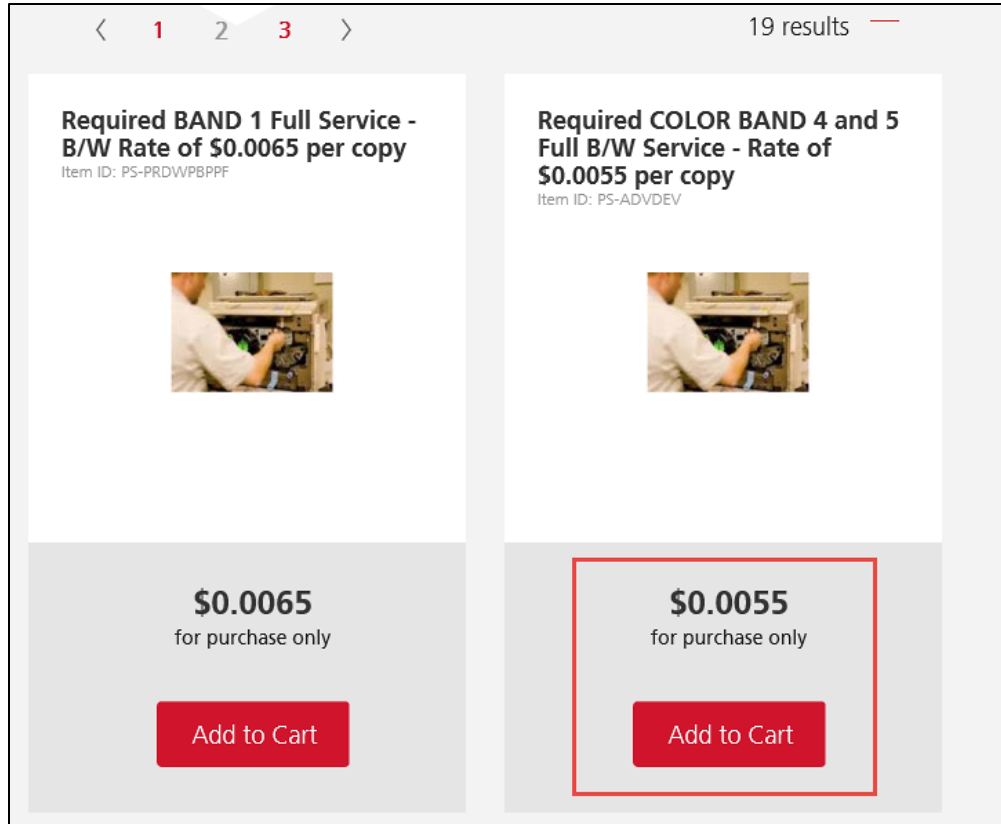 < 1 2 3 >
19 results
Required BAND 1 Full Service -
B/W Rate of $0.0065 per copy
Item ID: PS-PRDWPBPPF
Required COLOR BAND 4 and 5
Full B/W Service - Rate of
$0.0055 per copy
Item ID: PS-ADVDEV
$0.0065
for purchase only
Add to Cart
$0.0055
for purchase only
Add to Cart